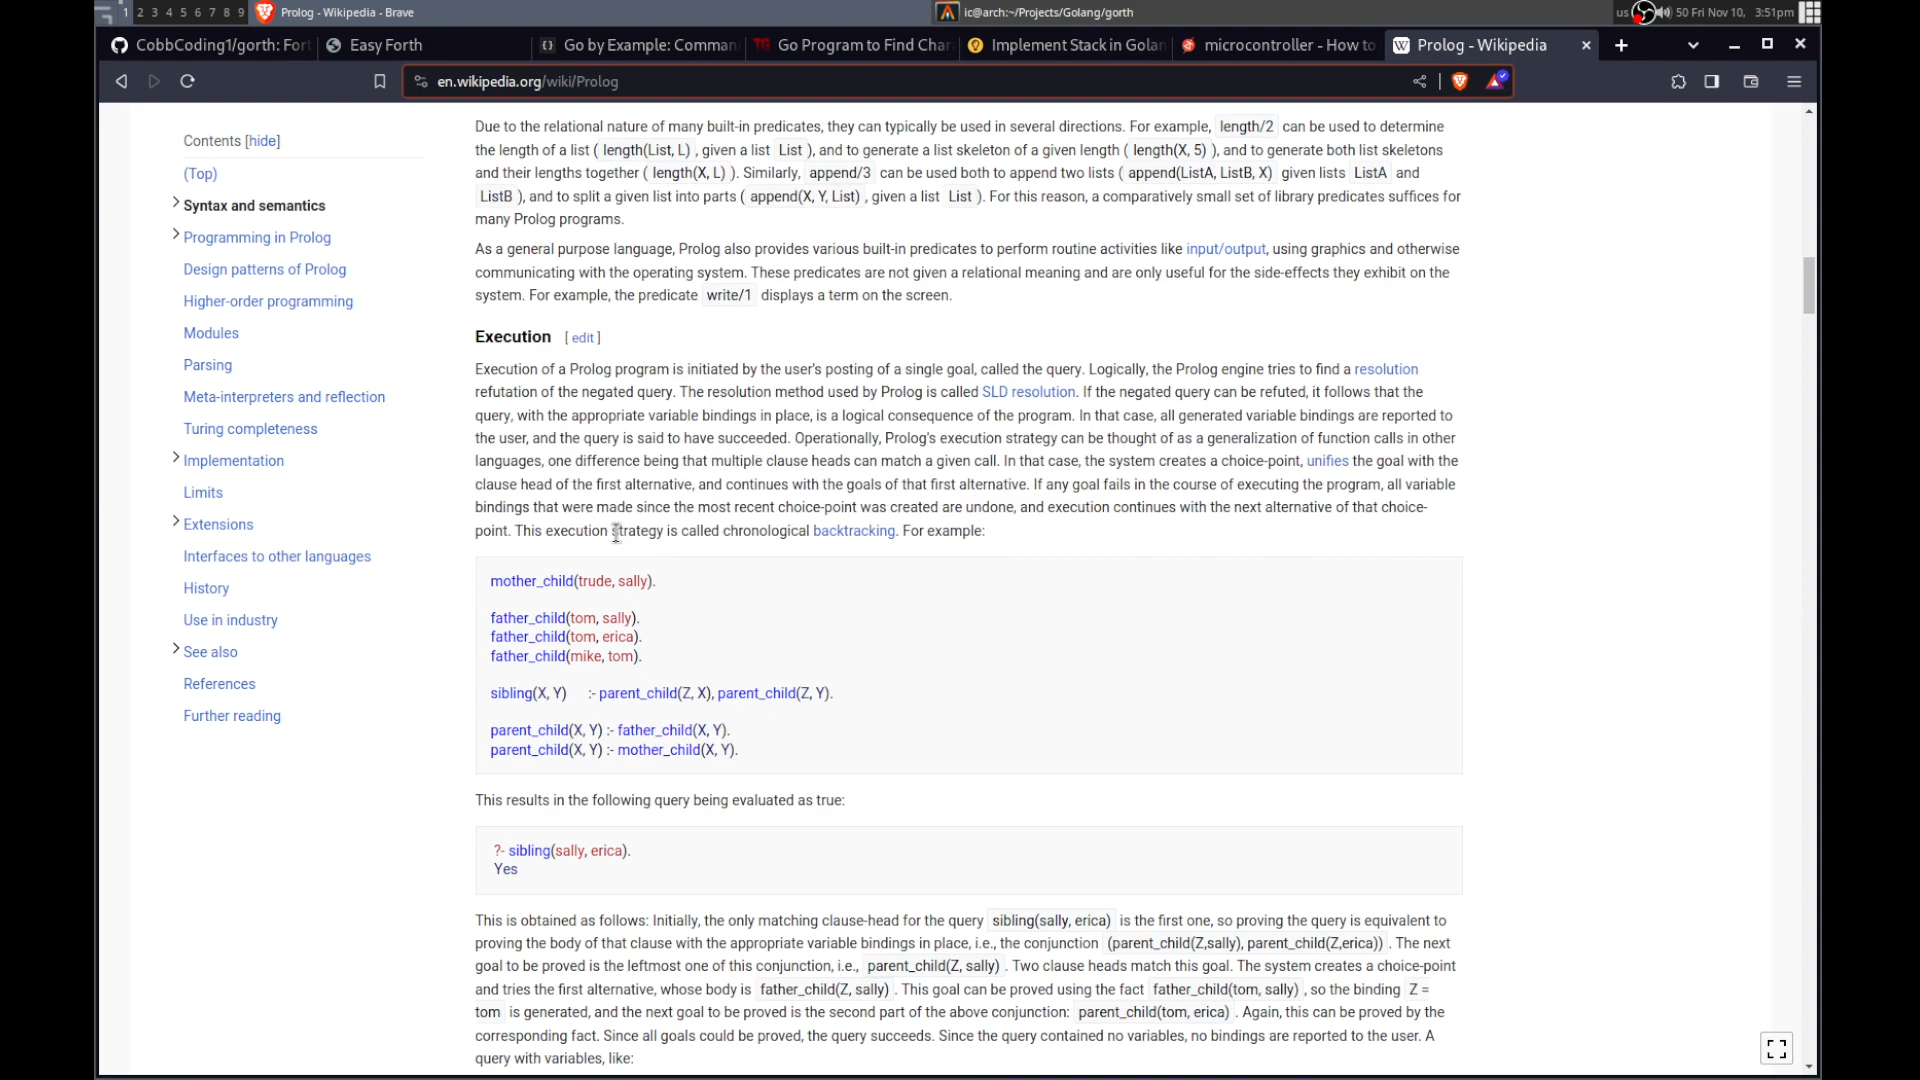 1 2 3 4 5 6 7 8 9 Prolog - Wikipedia - Brave ic@arch:~/Projects/Golang/gorth us 50 Fri Nov 10, 3:51pm
CobbCoding1/gorth: For Easy Forth Go by Example: Comman Go Program to Find Char Implement Stack in Golan microcontroller - How to Prolog - Wikipedia
en.wikipedia.org/wiki/Prolog
Contents [hide]
(Top)
Syntax and semantics
Programming in Prolog
Design patterns of Prolog
Higher-order programming
Modules
Parsing
Meta-interpreters and reflection
Turing completeness
Implementation
Limits
Extensions
Interfaces to other languages
History
Use in industry
See also
References
Further reading
Due to the relational nature of many built-in predicates, they can typically be used in several directions. For example, length/2 can be used to determine
the length of a list ( length(List, L) , given a list List ), and to generate a list skeleton of a given length ( length(X, 5) ), and to generate both list skeletons
and their lengths together ( length(X, L) ). Similarly, append/3 can be used both to append two lists ( append(ListA, ListB, X) given lists ListA and
ListB ), and to split a given list into parts ( append(X, Y, List) , given a list List ). For this reason, a comparatively small set of library predicates suffices for
many Prolog programs.
As a general purpose language, Prolog also provides various built-in predicates to perform routine activities like input/output, using graphics and otherwise
communicating with the operating system. These predicates are not given a relational meaning and are only useful for the side-effects they exhibit on the
system. For example, the predicate write/1 displays a term on the screen.
Execution [ edit ]
Execution of a Prolog program is initiated by the user's posting of a single goal, called the query. Logically, the Prolog engine tries to find a resolution
refutation of the negated query. The resolution method used by Prolog is called SLD resolution. If the negated query can be refuted, it follows that the
query, with the appropriate variable bindings in place, is a logical consequence of the program. In that case, all generated variable bindings are reported to
the user, and the query is said to have succeeded. Operationally, Prolog's execution strategy can be thought of as a generalization of function calls in other
languages, one difference being that multiple clause heads can match a given call. In that case, the system creates a choice-point, unifies the goal with the
clause head of the first alternative, and continues with the goals of that first alternative. If any goal fails in the course of executing the program, all variable
bindings that were made since the most recent choice-point was created are undone, and execution continues with the next alternative of that choice-
point. This execution strategy is called chronological backtracking. For example:
mother_child(trude, sally).
father_child(tom, sally).
father_child(tom, erica).
father_child(mike, tom).
sibling(X, Y) :- parent_child(Z, X), parent_child(Z, Y).
parent_child(X, Y) :- father_child(X, Y).
parent_child(X, Y) :- mother_child(X, Y).
This results in the following query being evaluated as true:
?- sibling(sally, erica).
Yes
This is obtained as follows: Initially, the only matching clause-head for the query sibling(sally, erica) is the first one, so proving the query is equivalent to
proving the body of that clause with the appropriate variable bindings in place, i.e., the conjunction (parent_child(Z,sally), parent_child(Z,erica)) . The next
goal to be proved is the leftmost one of this conjunction, i.e., parent_child(Z, sally) . Two clause heads match this goal. The system creates a choice-point
and tries the first alternative, whose body is father_child(Z, sally) . This goal can be proved using the fact father_child(tom, sally) , so the binding Z =
tom is generated, and the next goal to be proved is the second part of the above conjunction: parent_child(tom, erica) . Again, this can be proved by the
corresponding fact. Since all goals could be proved, the query succeeds. Since the query contained no variables, no bindings are reported to the user. A
query with variables, like: